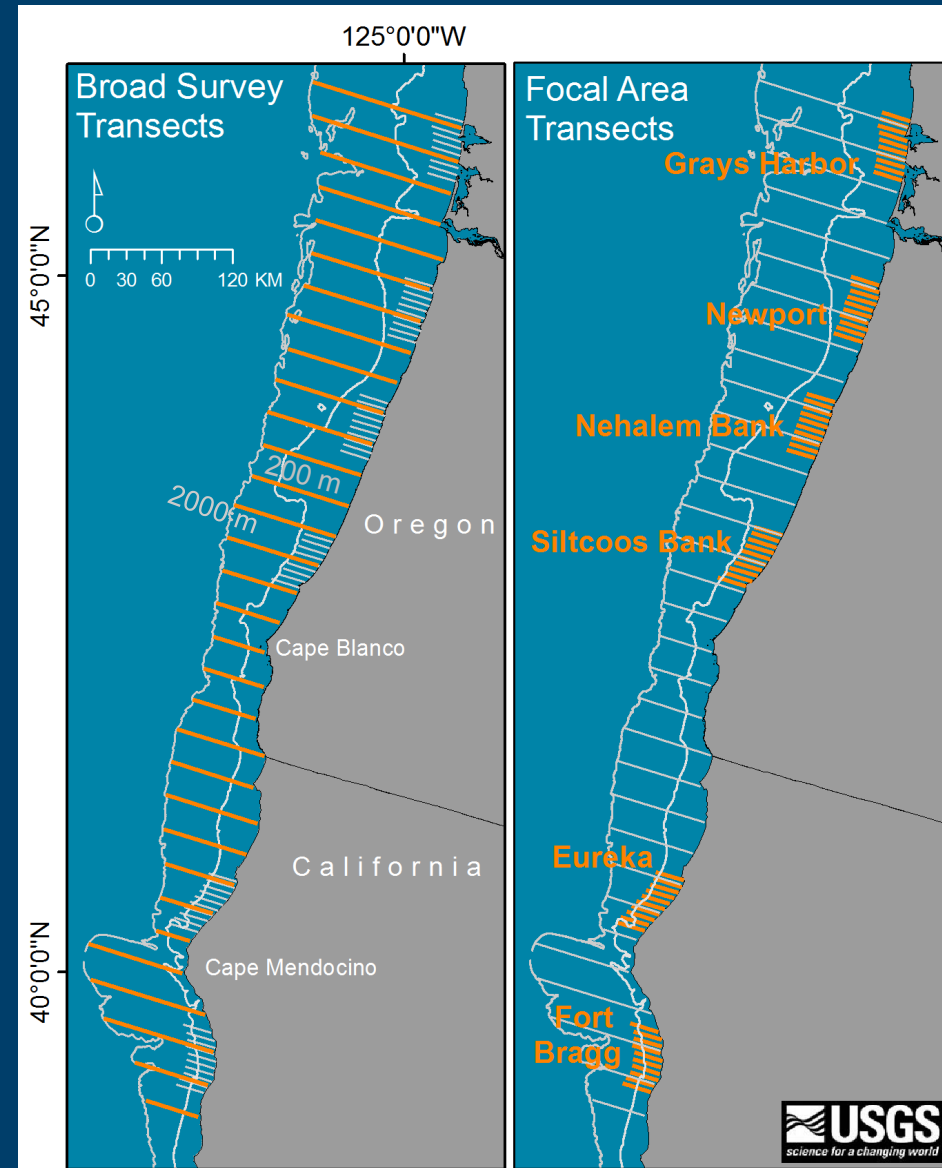 125°0'0"W
Broad Survey
Transects
0 30 60 120 KM
45°0'0"N
200 m
2000 m
Oregon
Cape Blanco
California
40°0'0"N
Cape Mendocino
Focal Area
Transects
Grays Harbor
Newport
Nehalem Bank
Siltcoos Bank
Eureka
Fort
Bragg
USGS
science for a changing world